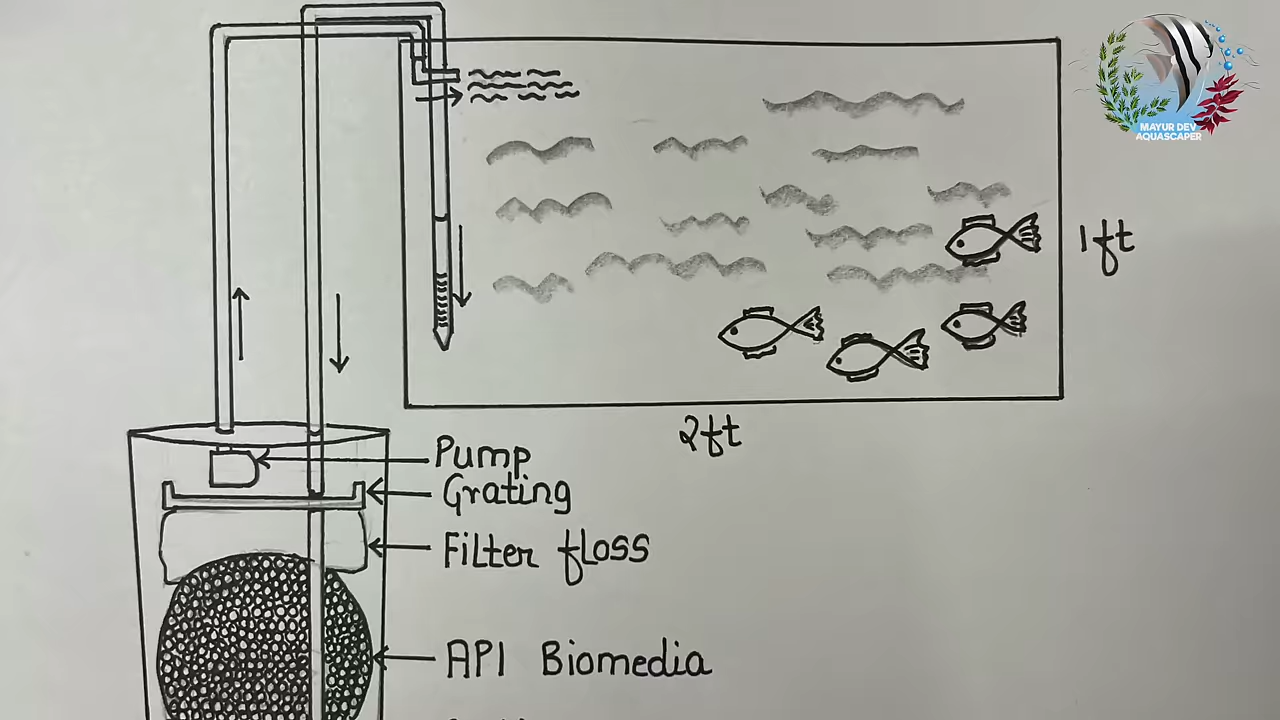 MAYUR DEV
AQUASCAPER
1ft
2ft
Pump
Grating
Filter floss
API Biomedia